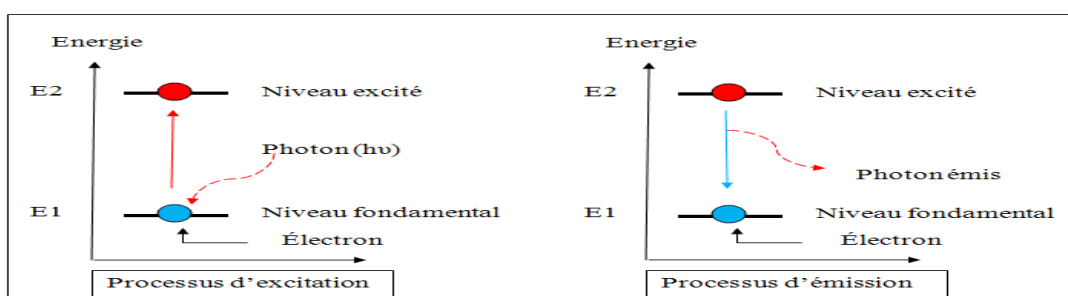 Energie
E2
Niveau excité
Photon (hυ)
E1
Niveau fondamental
Électron
Processus d’excitation
Energie
E2
Niveau excité
Photon émis
E1
Niveau fondamental
Électron
Processus d’émission